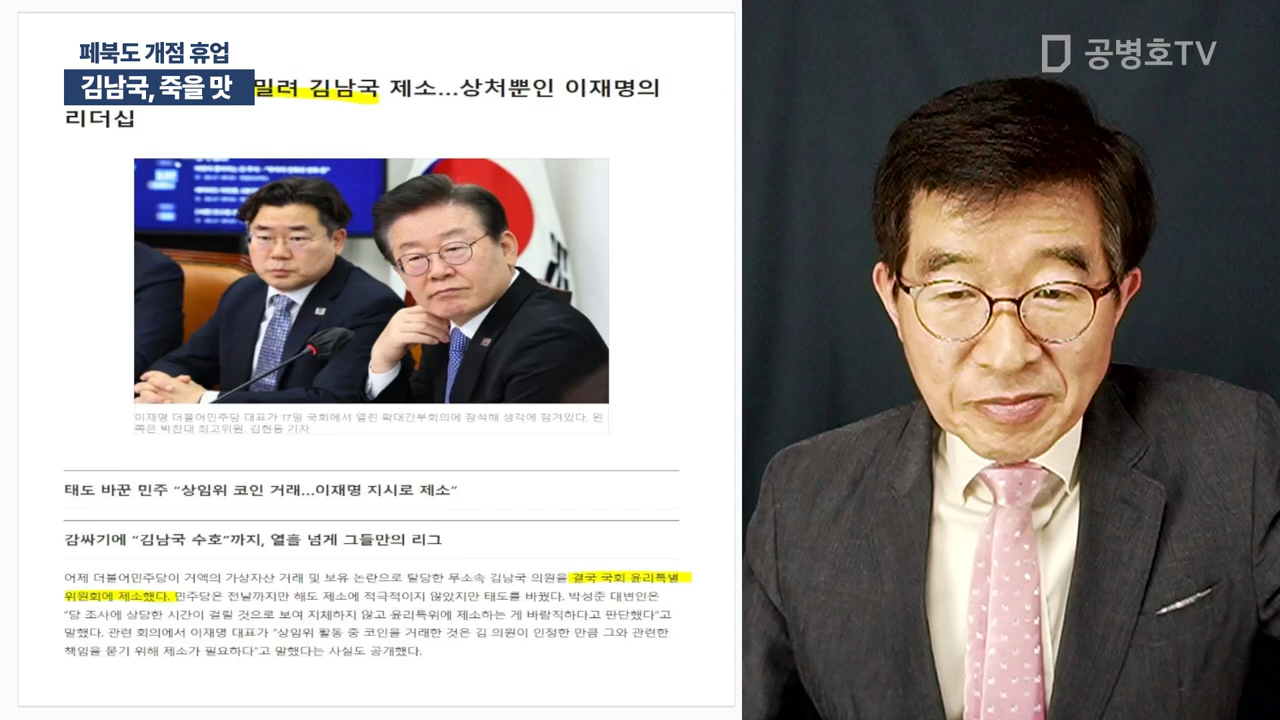 페북도 개점 휴업
김남국, 죽을 맛
공병호TV
밀려 김남국 제소...상처뿐인 이재명의
리더십
이재명 더불어민주당 대표가 17일 국회에서 열린 확대간부회의에 참석해 생각에 잠겨있다. 왼
쪽은 박찬대 최고위원. 김현동 기자
태도 바꾼 민주 “상임위 코인 거래...이재명 지시로 제소”
감싸기에 “김남국 수호”까지, 열흘 넘게 그들만의 리그
어제 더불어민주당이 거액의 가상자산 거래 및 보유 논란으로 탈당한 무소속 김남국 의원을 결국 국회 윤리특별
위원회에 제소했다. 민주당은 전날까지만 해도 제소에 적극적이지 않았지만 태도를 바꿨다. 박성준 대변인은
“당 조사에 상당한 시간이 걸릴 것으로 보여 지체하지 않고 윤리특위에 제소하는 게 바람직하다고 판단했다”고
말했다. 관련 회의에서 이재명 대표가 “상임위 활동 중 코인을 거래한 것은 김 의원이 인정한 만큼 그와 관련한
책임을 묻기 위해 제소가 필요하다”고 말했다는 사실도 공개했다.